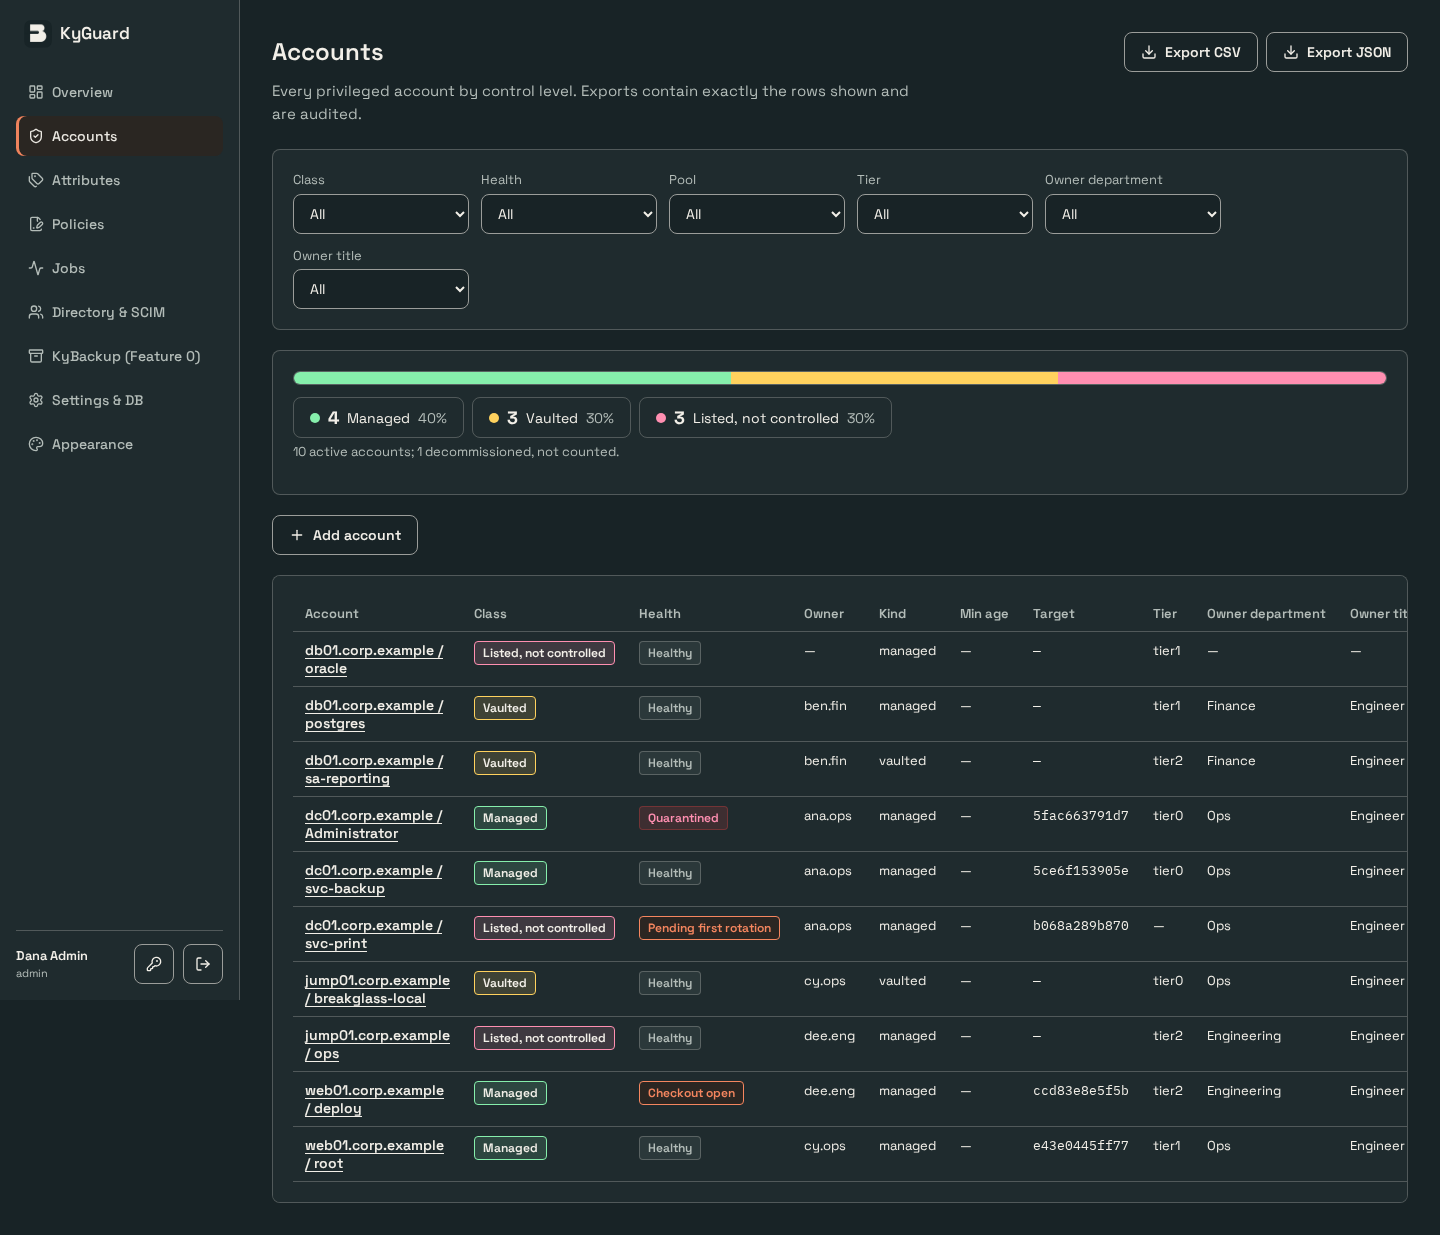 KyGuard
Overview
Accounts
Attributes
Policies
Jobs
Directory & SCIM
KyBackup (Feature 0)
Settings & DB
Appearance
Dana Admin
admin
Accounts
Export CSV
Export JSON
Every privileged account by control level. Exports contain exactly the rows shown and
are audited.
Class Health Pool Tier Owner department
All All All All All
Owner title
All
4 Managed 40% 3 Vaulted 30% 3 Listed, not controlled 30%
10 active accounts; 1 decommissioned, not counted.
Add account
Account Class Health Owner Kind Min age Target Tier Owner department Owner tit
db01.corp.example / Listed, not controlled Healthy — managed — — tier1 — —
oracle
db01.corp.example / Vaulted Healthy ben.fin managed — — tier1 Finance Engineer
postgres
db01.corp.example / Vaulted Healthy ben.fin vaulted — — tier2 Finance Engineer
sa-reporting
dc01.corp.example / Managed Quarantined ana.ops managed — 5fac663791d7 tier0 Ops Engineer
Administrator
dc01.corp.example / Managed Healthy ana.ops managed — 5ce6f153905e tier0 Ops Engineer
svc-backup
dc01.corp.example / Listed, not controlled Pending first rotation ana.ops managed — b068a289b870 — Ops Engineer
svc-print
jump01.corp.example Vaulted Healthy cy.ops vaulted — — tier0 Ops Engineer
/ breakglass-local
jump01.corp.example Listed, not controlled Healthy dee.eng managed — — tier2 Engineering Engineer
/ ops
web01.corp.example Managed Checkout open dee.eng managed — ccd83e8e5f5b tier2 Engineering Engineer
/ deploy
web01.corp.example Managed Healthy cy.ops managed — e43e0445ff77 tier1 Ops Engineer
/ root